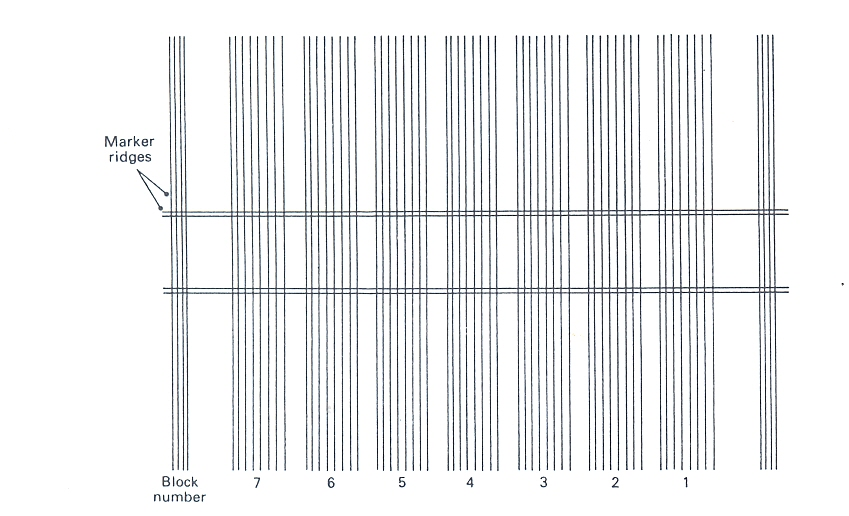 Marker
ridges
Block
number
7 6 5 4 3 2 1